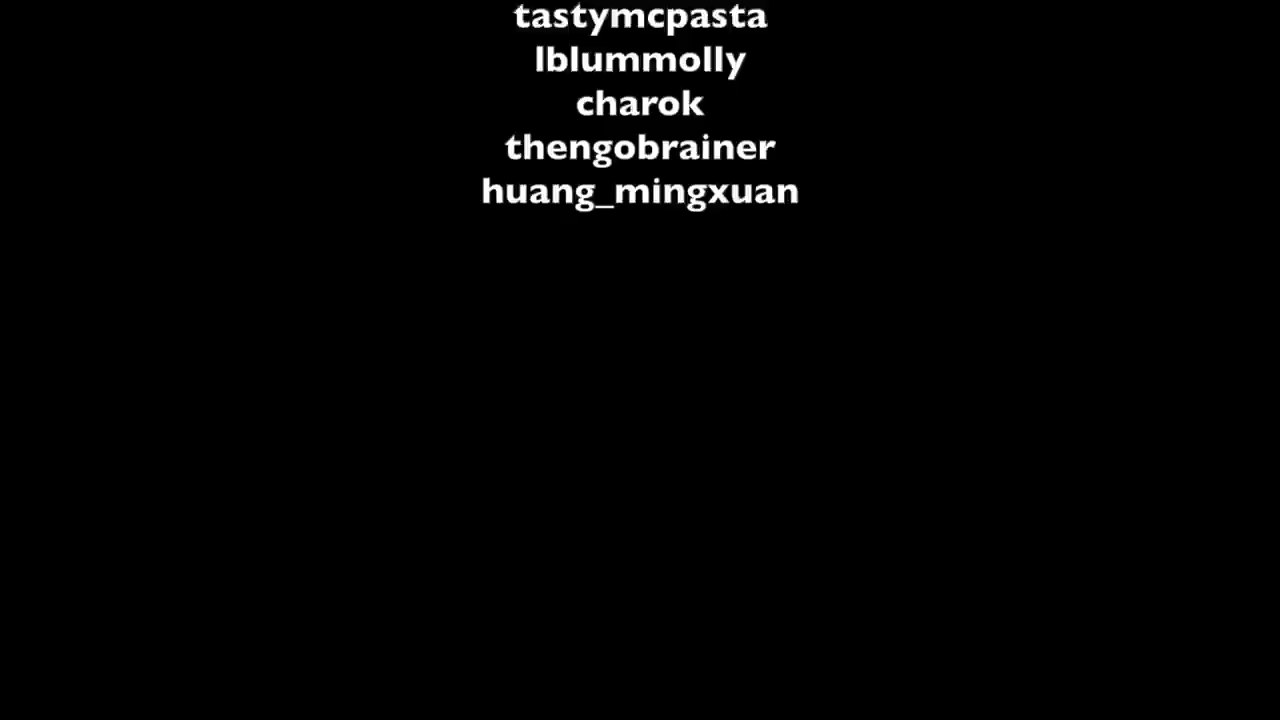 tastymcpasta
lblummolly
charok
thengobrainer
huang_mingxuan